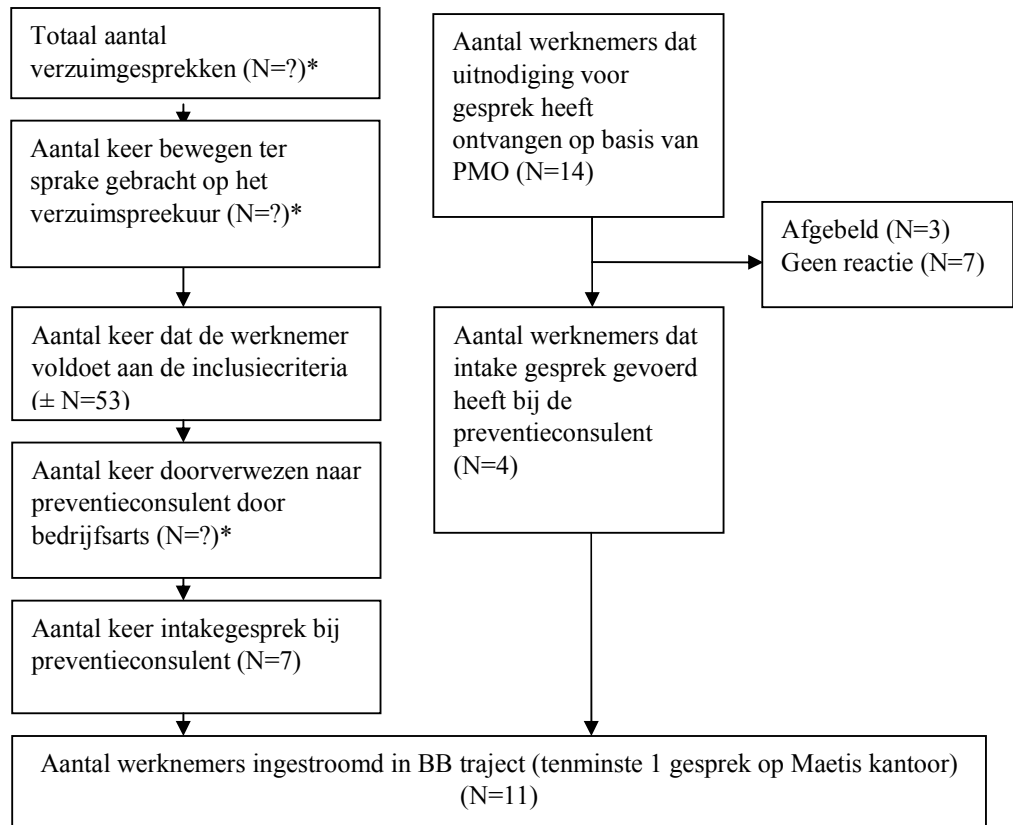 Totaal aantal
verzuimgesprekken (N=?)*
Aantal keer bewegen ter
sprake gebracht op het
verzuimspreekuur (N=?)*
Aantal keer dat de werknemer
voldoet aan de inclusiecriteria
(± N=53)
Aantal keer doorverwezen naar
preventieconsulent door
bedrijfsarts (N=?)*
Aantal keer intakegesprek bij
preventieconsulent (N=7)
Aantal werknemers dat
uitnodiging voor
gesprek heeft
ontvangen op basis van
PMO (N=14)
Afgebeld (N=3)
Geen reactie (N=7)
Aantal werknemers dat
intake gesprek gevoerd
heeft bij de
preventieconsulent
(N=4)
Aantal werknemers ingestroomd in BB traject (tenminste 1 gesprek op Maetis kantoor)
(N=11)